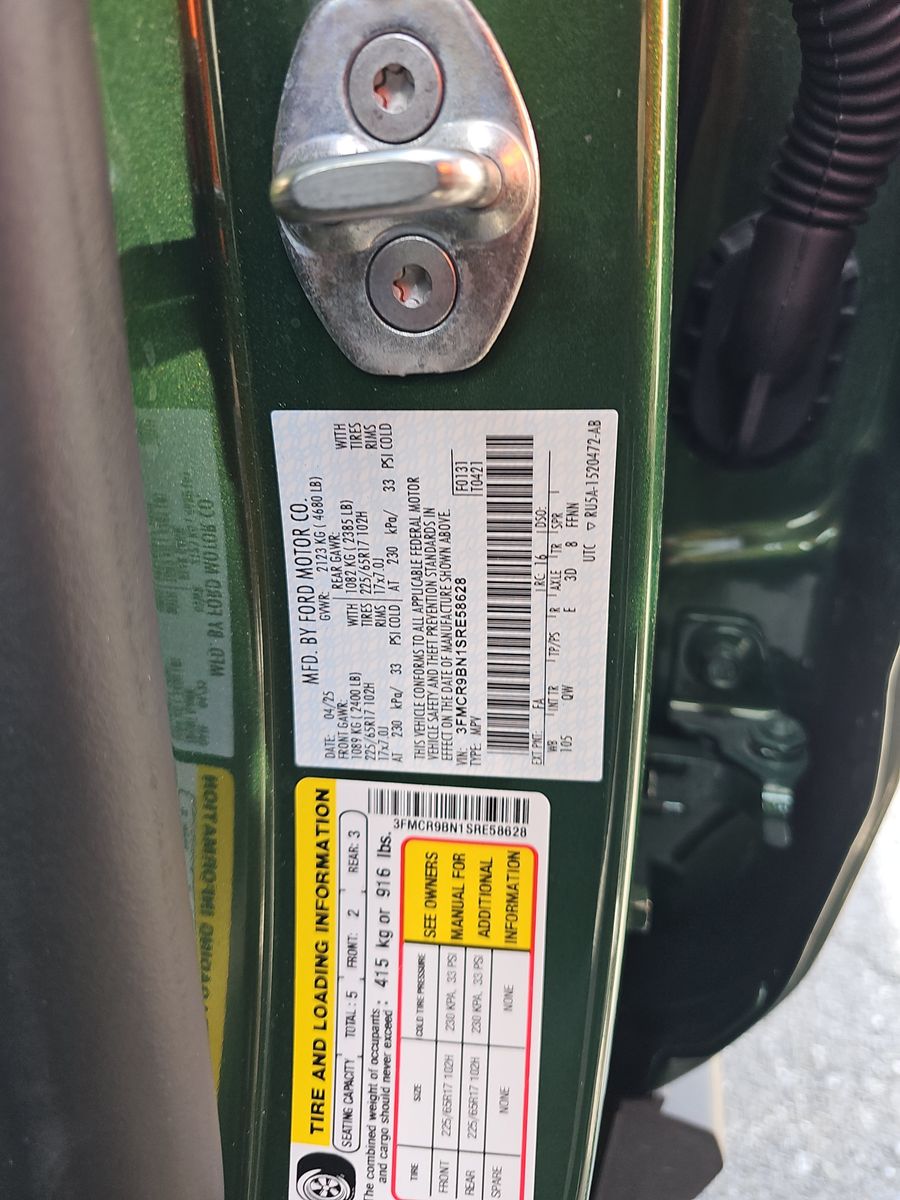 MFD. BY FORD MOTOR CO.
DATE: 04/25 GVWR: 2123 KG ( 4680 LB)
FRONT GAWR: REAR GAWR:
1089 KG ( 2400 LB) WITH 1082 KG ( 2385 LB) WITH
225/65R17 102H TIRES 225/65R17 102H TIRES
17x7.0J RIMS 17x7.0J RIMS
AT 230 kPa/ 33 PSI COLD AT 230 kPa/ 33 PSI COLD
THIS VEHICLE CONFORMS TO ALL APPLICABLE FEDERAL MOTOR
VEHICLE SAFETY AND THEFT PREVENTION STANDARDS IN
EFFECT ON THE DATE OF MANUFACTURE SHOWN ABOVE.
VIN: 3FMCR9BN1SRE58628 F0131
TYPE: MPV T0421
EXT PNT: FA RC: 16 DSO:
WB INT TR TP/PS R AXLE TR SPR
105 QW E 3D 8 FFNN
UTC ▽ RU5A-1520472-AB
TIRE AND LOADING INFORMATION
SEATING CAPACITY TOTAL : 5 FRONT: 2 REAR: 3
The combined weight of occupants
and cargo should never exceed : 415 kg or 916 lbs.
3FMCR9BN1SRE58628
TIRE SIZE COLD TIRE PRESSURE
FRONT 225/65R17 102H 230 KPA, 33 PSI
REAR 225/65R17 102H 230 KPA, 33 PSI
SPARE NONE NONE
SEE OWNERS
MANUAL FOR
ADDITIONAL
INFORMATION